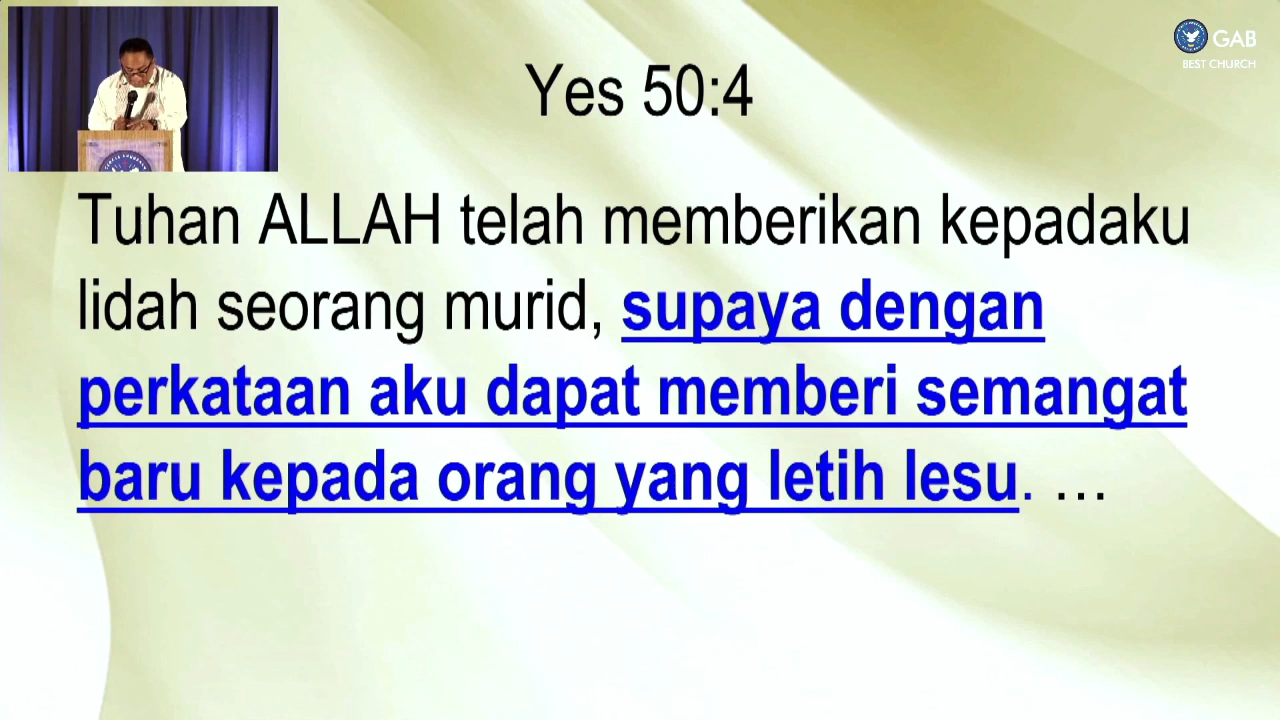 GAB
BEST CHURCH
Yes 50:4
Tuhan ALLAH telah memberikan kepadaku
lidah seorang murid, supaya dengan
perkataan aku dapat memberi semangat
baru kepada orang yang letih lesu. …